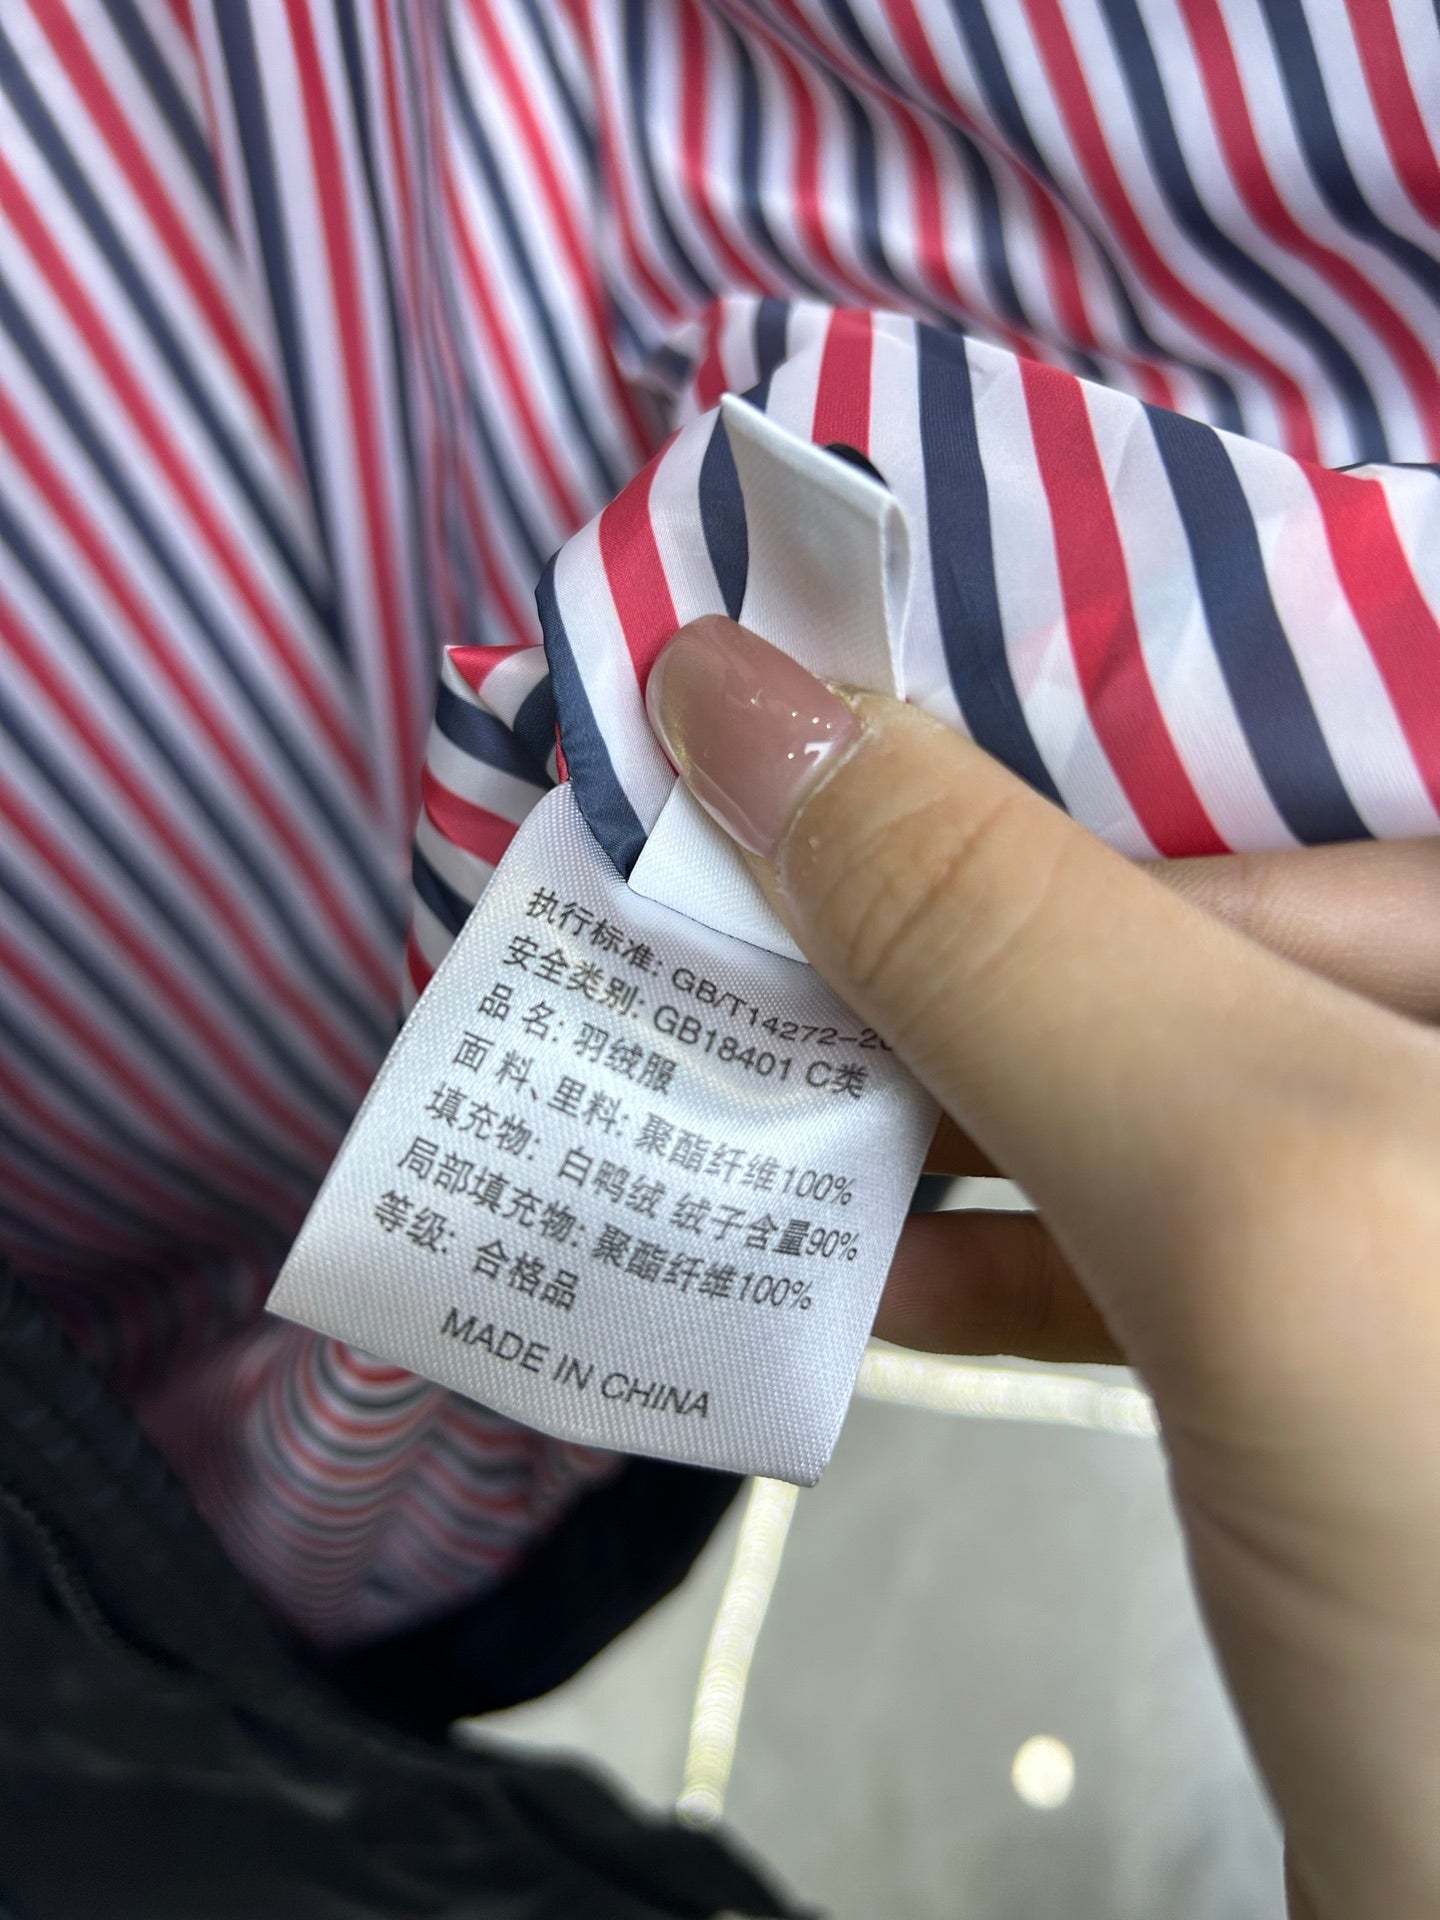 执行标准: GB/T14272-20
安全类别: GB18401 C类
品 名: 羽绒服
面 料、里料: 聚酯纤维100%
填充物: 白鸭绒 绒子含量90%
局部填充物: 聚酯纤维100%
等级: 合格品
MADE IN CHINA